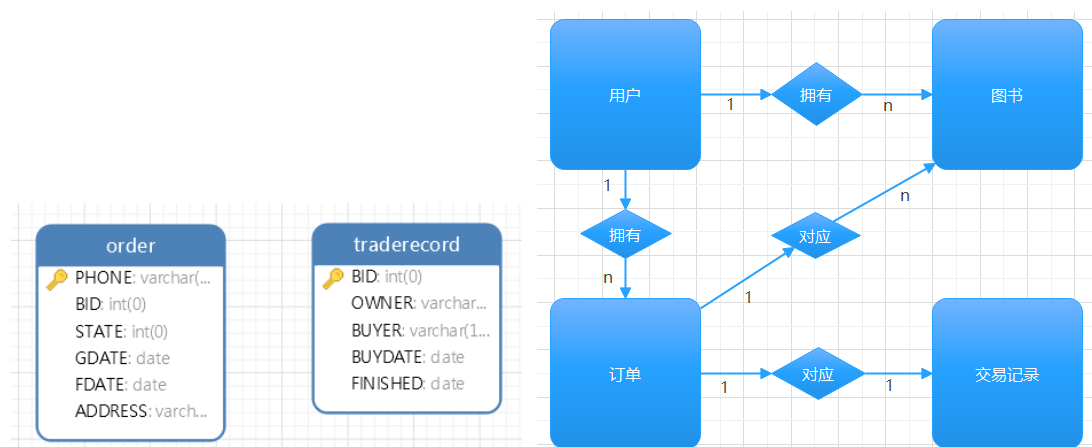 order
PHONE: varchar(...
BID: int(0)
STATE: int(0)
GDATE: date
FDATE: date
ADDRESS: varch...
traderecord
BID: int(0)
OWNER: varchar...
BUYER: varchar(1...
BUYDATE: date
FINISHED: date
用户
1
拥有
n
图书
1
拥有
n
对应
n
1
订单
1
对应
1
交易记录